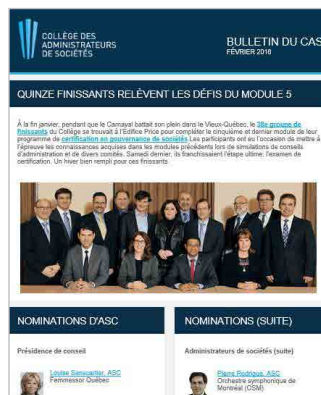 COLLÈGE DES
ADMINISTRATEURS
DE SOCIÉTÉS
BULLETIN DU CAS
FÉVRIER 2016
QUINZE FINISSANTS RELÈVENT LES DÉFIS DU MODULE 5
À la fin janvier, pendant que le Carnaval battait son plein dans le Vieux-Québec, le 38e groupe de
finissants du Collège se trouvait à l'Édifice Price pour compléter le cinquième et dernier module de leur
programme de certification en gouvernance de sociétés. Les participants ont eu l'occasion de mettre à
l'épreuve les connaissances acquises dans les modules précédents lors de simulations de conseils
d'administration et de divers comités. Samedi dernier, ils franchissaient l'étape ultime: l'examen de
certification. Un hiver bien rempli pour ces finissants.
NOMINATIONS D'ASC
Présidence de conseil
Louise ASC
Femmessor Québec
NOMINATIONS (SUITE)
Administrateurs de sociétés (suite)
Pierre Rodrigue, ASC
Orchestre symphonique de
Montréal (OSM)